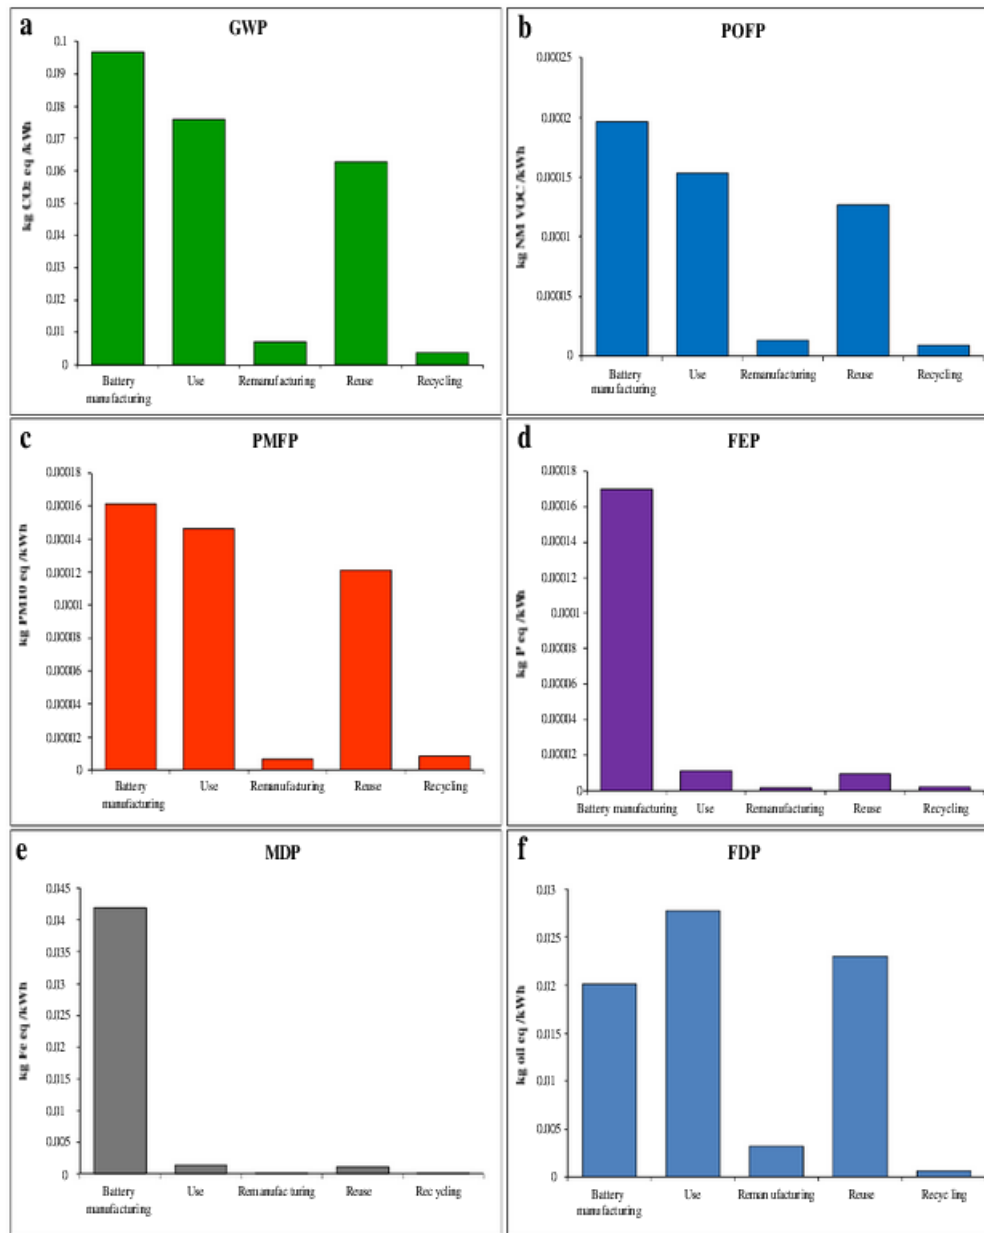 a
GWP
kg CO₂ eq /kWh
0.1
0.09
0.08
0.07
0.06
0.05
0.04
0.03
0.02
0.01
0
Battery
manufacturing
Use
Remanufacturing
Reuse
Recycling
b
POFP
kg NM VOC /kWh
0.00025
0.0002
0.00015
0.0001
0.00005
0
Battery
manufacturing
Use
Remanufacturing
Reuse
Recycling
c
PMFP
kg PM10 eq /kWh
0.00018
0.00016
0.00014
0.00012
0.0001
0.00008
0.00006
0.00004
0.00002
0
Battery
manufacturing
Use
Remanufacturing
Reuse
Recycling
d
FEP
kg P eq /kWh
0.00018
0.00016
0.00014
0.00012
0.0001
0.00008
0.00006
0.00004
0.00002
0
Battery manufacturing
Use
Remanufacturing
Reuse
Recycling
e
MDP
kg Fe eq /kWh
0.045
0.04
0.035
0.03
0.025
0.02
0.015
0.01
0.005
0
Battery
manufacturing
Use
Remanufacturing
Reuse
Recycling
f
FDP
kg oil eq /kWh
0.03
0.025
0.02
0.015
0.01
0.005
0
Battery
manufacturing
Use
Remanufacturing
Reuse
Recycling